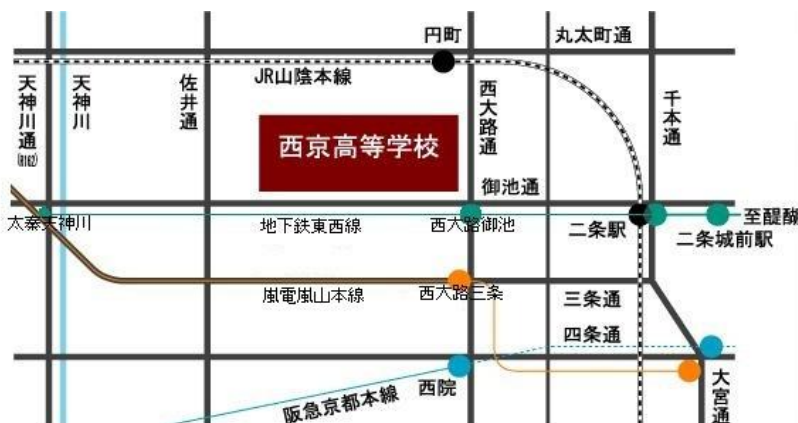 円町
丸太町通
JR山陰本線
天神川通
(R162)
天神川
佐井通
西大路通
千本通
西京高等学校
御池通
太秦天神川
地下鉄東西線
西大路御池
二条駅
至醍醐
二条城前駅
嵐電嵐山本線
西大路三条
三条通
四条通
阪急京都本線
西院
大宮通